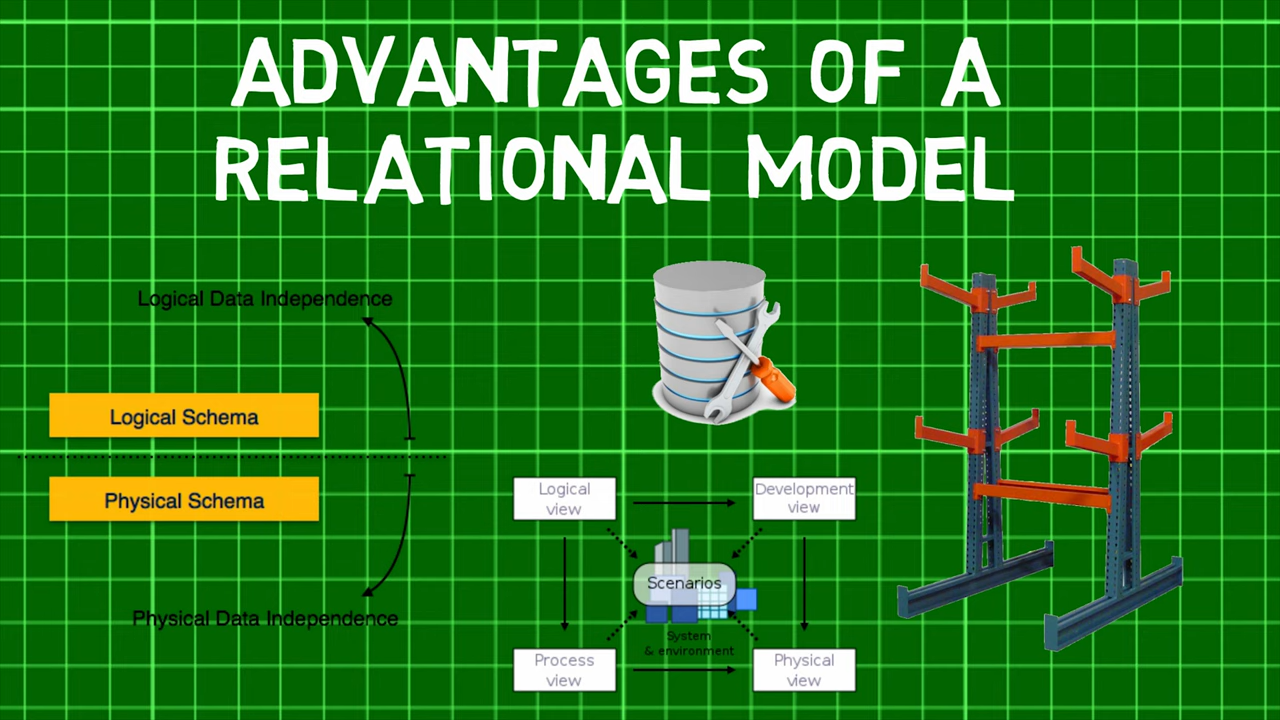 ADVANTAGES OF A
RELATIONAL MODEL
Logical Data Independence
Logical Schema
Physical Schema
Physical Data Independence
Logical
view
Development
view
Scenarios
System
& environment
Process
view
Physical
view